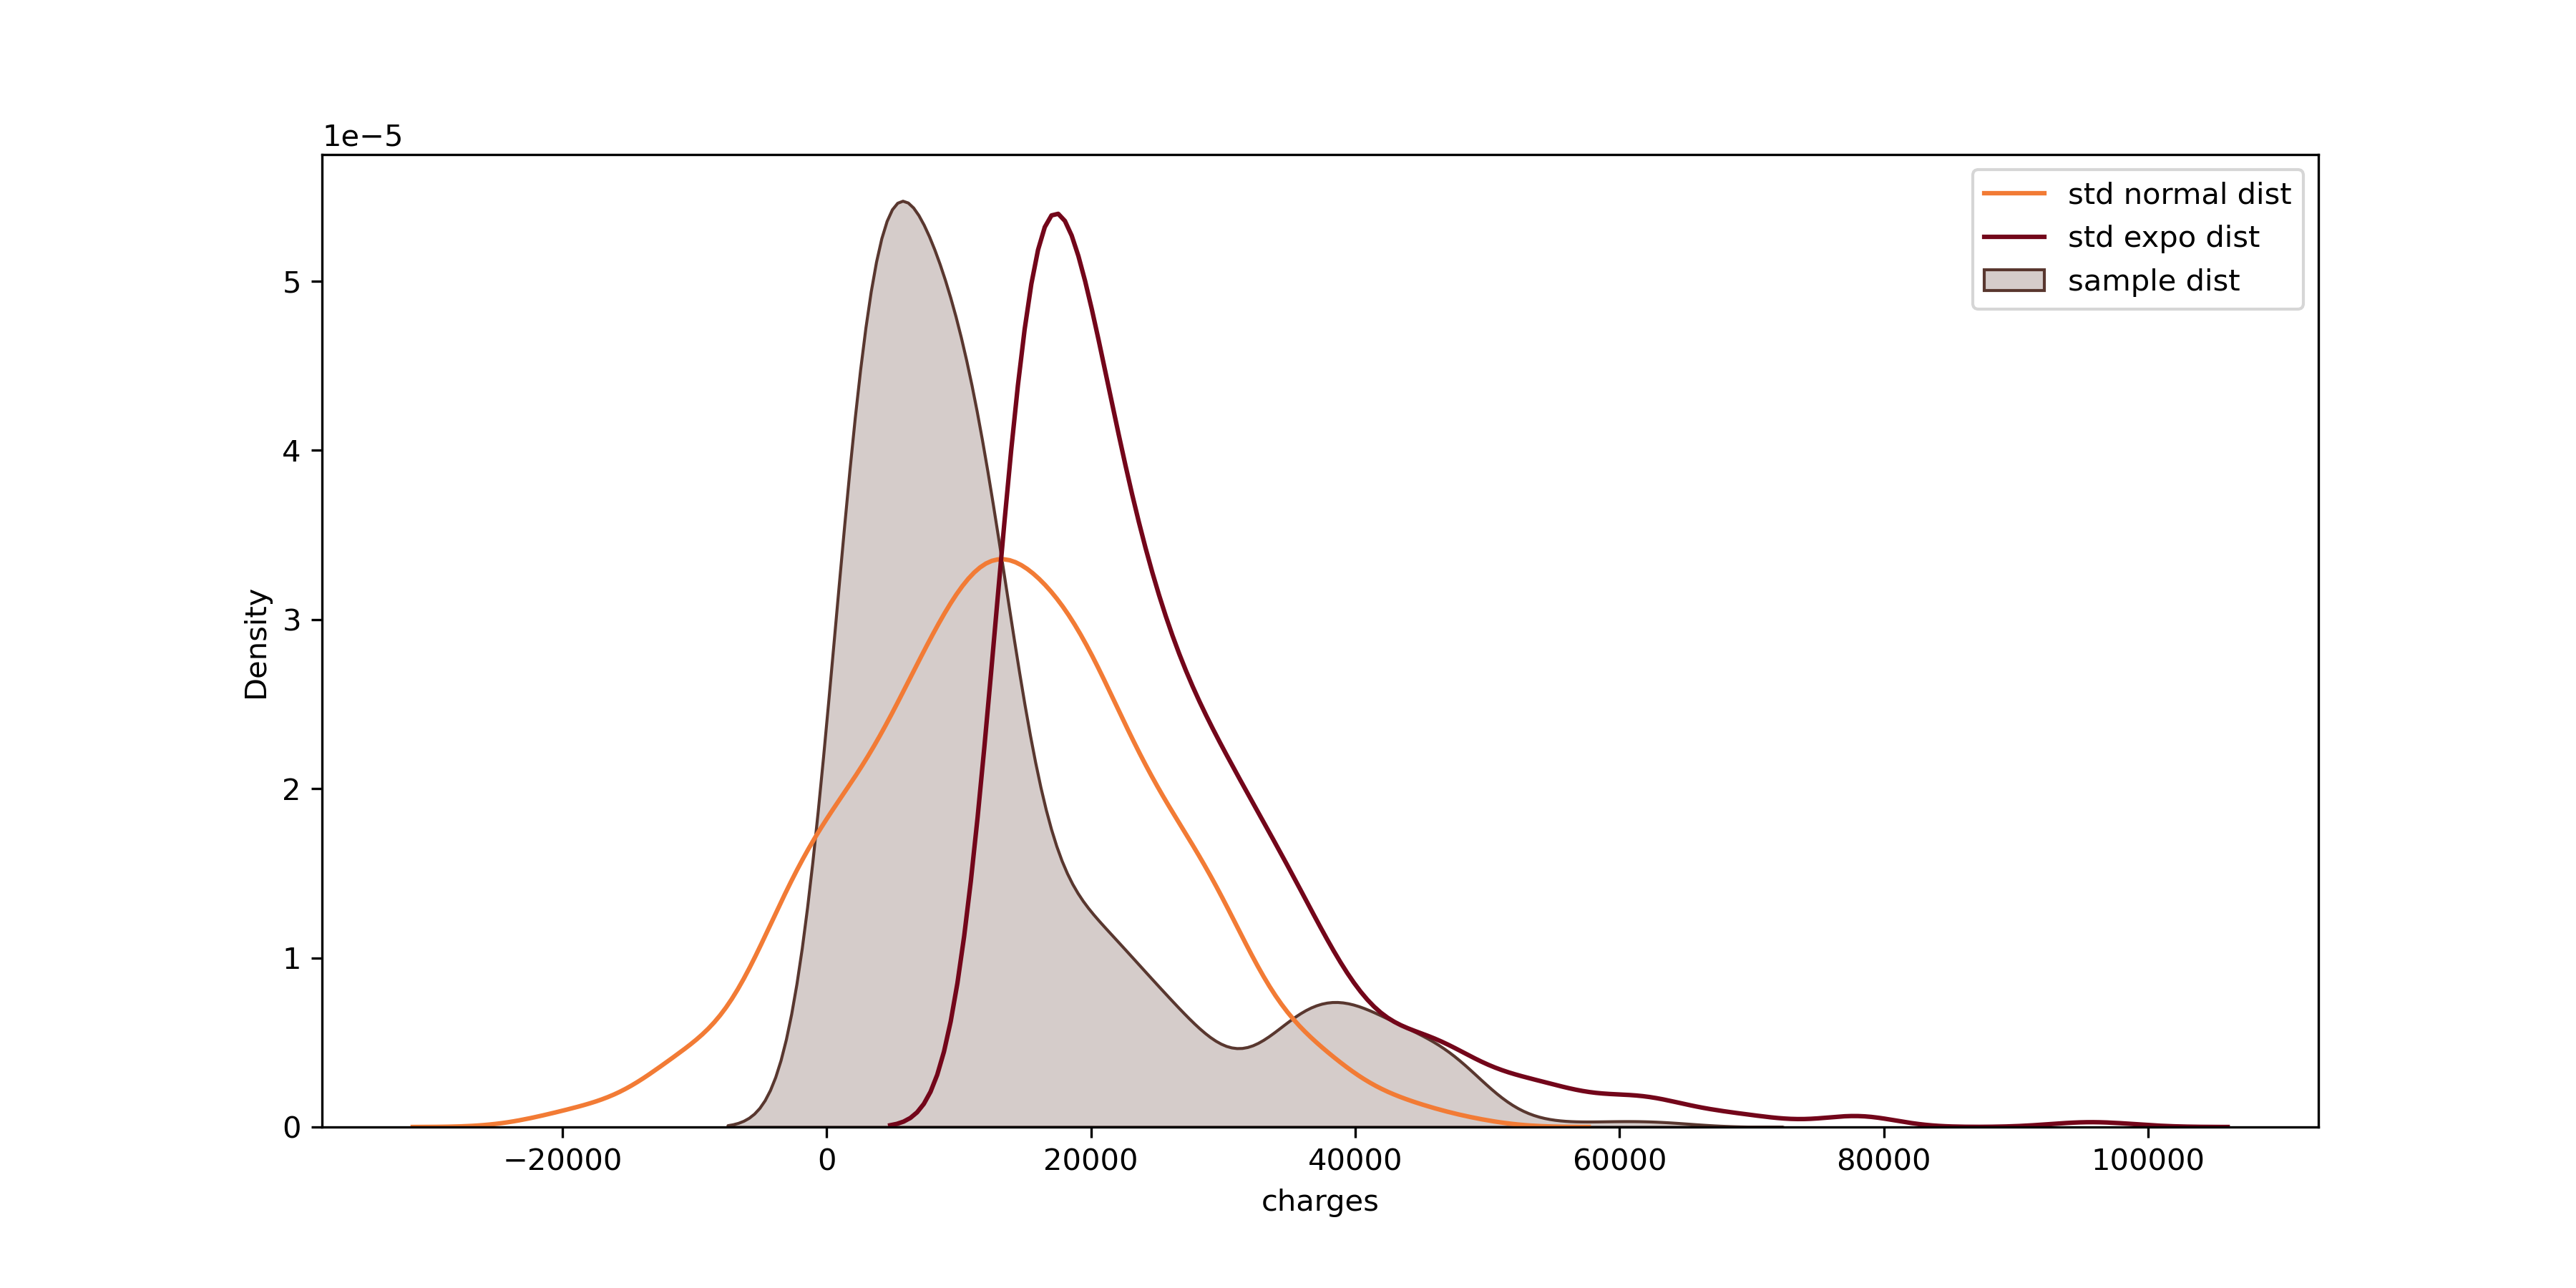 1e−5
std normal dist
std expo dist
sample dist
5
4
3
2
1
0
Density
−20000 0 20000 40000 60000 80000 100000
charges